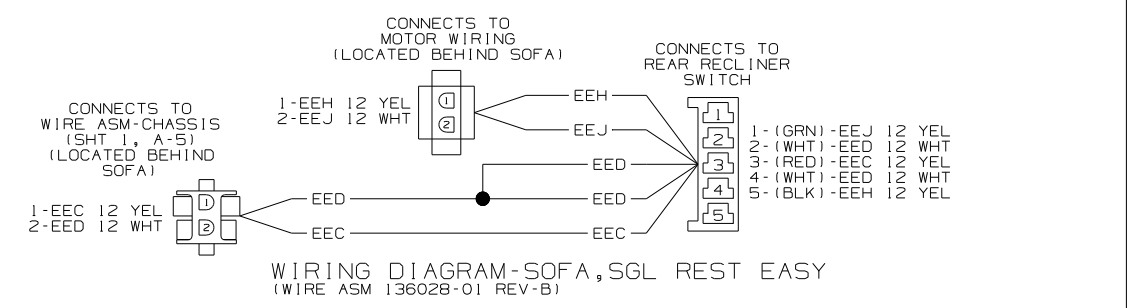 CONNECTS TO
MOTOR WIRING
(LOCATED BEHIND SOFA)
1-EEH 12 YEL
2-EEJ 12 WHT
1
2
CONNECTS TO
REAR RECLINER
SWITCH
1
2
3
4
5
1-(GRN)-EEJ 12 YEL
2-(WHT)-EED 12 WHT
3-(RED)-EEC 12 YEL
4-(WHT)-EED 12 WHT
5-(BLK)-EEH 12 YEL
CONNECTS TO
WIRE ASM-CHASSIS
(SHT 1, A-5)
(LOCATED BEHIND
SOFA)
1-EEC 12 YEL
2-EED 12 WHT
1
2
EEH
EEJ
EED
EED
EED
EEC
EEC
WIRING DIAGRAM-SOFA,SGL REST EASY
(WIRE ASM 136028-01 REV-B)